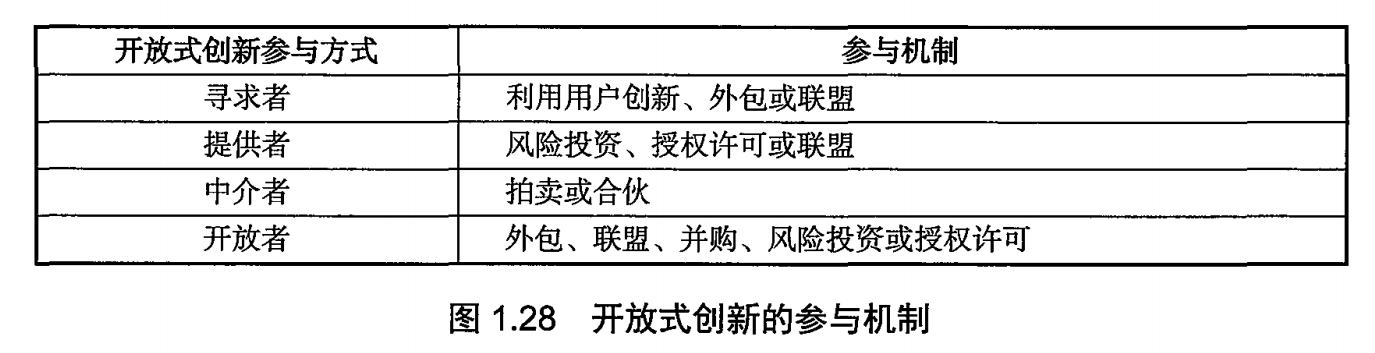 开放式创新参与方式 参与机制
寻求者 利用用户创新、外包或联盟
提供者 风险投资、授权许可或联盟
中介者 拍卖或合伙
开放者 外包、联盟、并购、风险投资或授权许可
图 1.28 开放式创新的参与机制